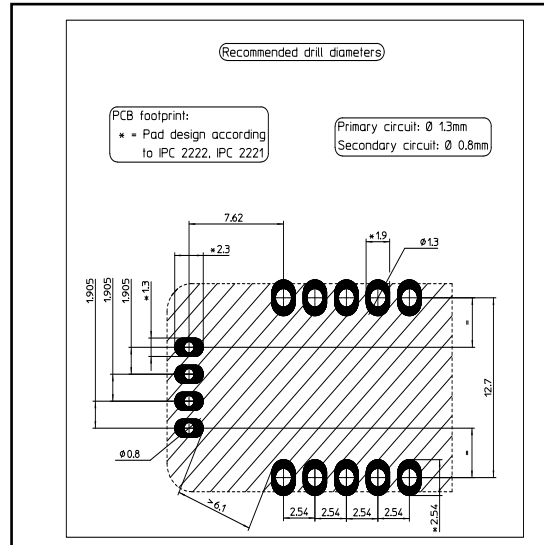 Recommended drill diameters
PCB footprint:
* = Pad design according
to IPC 2222, IPC 2221
Primary circuit: Ø 1.3mm
Secondary circuit: Ø 0.8mm
7.62
*2.3
*1.9
Ø1.3
1.905
1.905
1.905
*1.3
=
12.7
=
Ø0.8
>6.1
2.54
2.54
2.54
2.54
*2.54